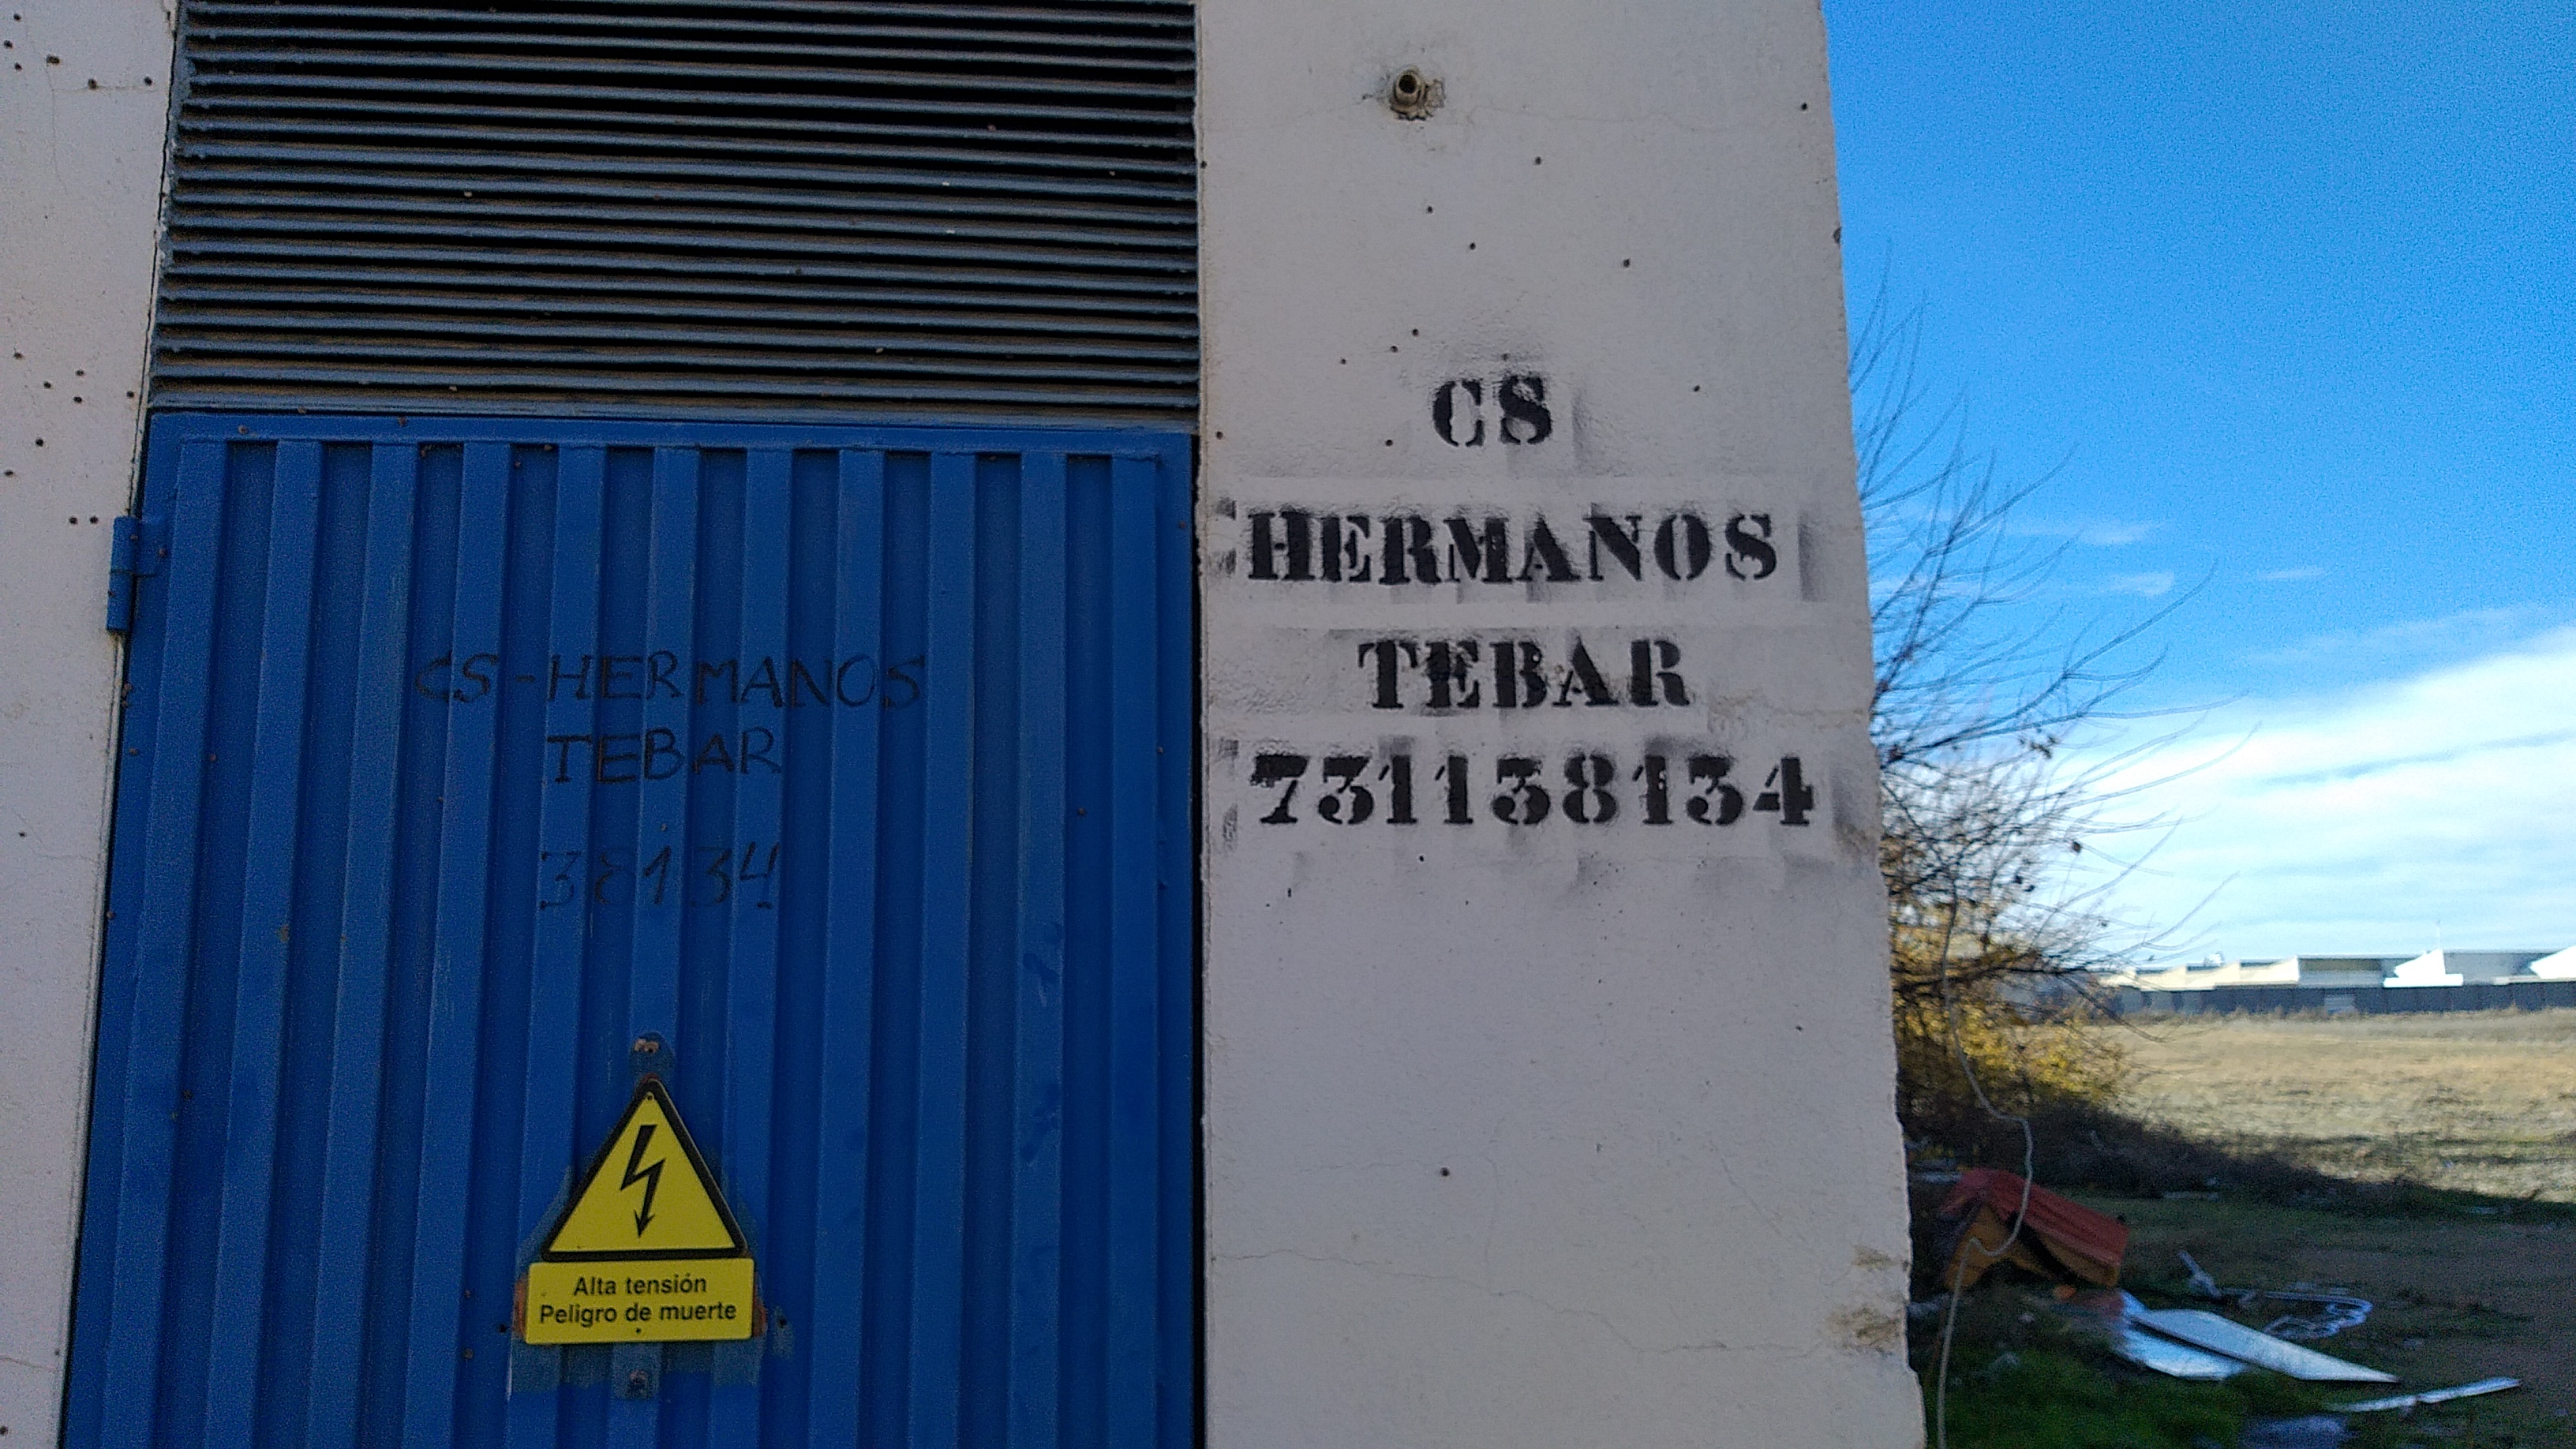 CS-HERMANOS
TEBAR
38134
Alta tensión
Peligro de muerte
CS
HERMANOS
TEBAR
731138134